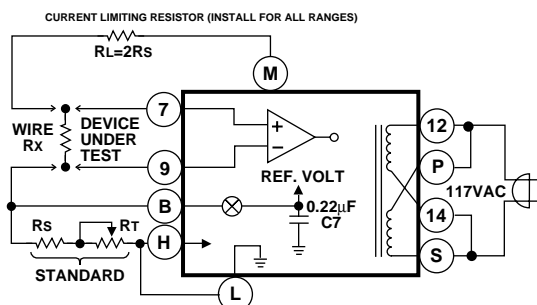 CURRENT LIMITING RESISTOR (INSTALL FOR ALL RANGES)
RL=2RS
M
7
12
WIRE
RX
DEVICE
UNDER
TEST
+
−
9
P
REF. VOLT
117VAC
B
0.22µF
C7
14
RS
RT
H
S
STANDARD
L